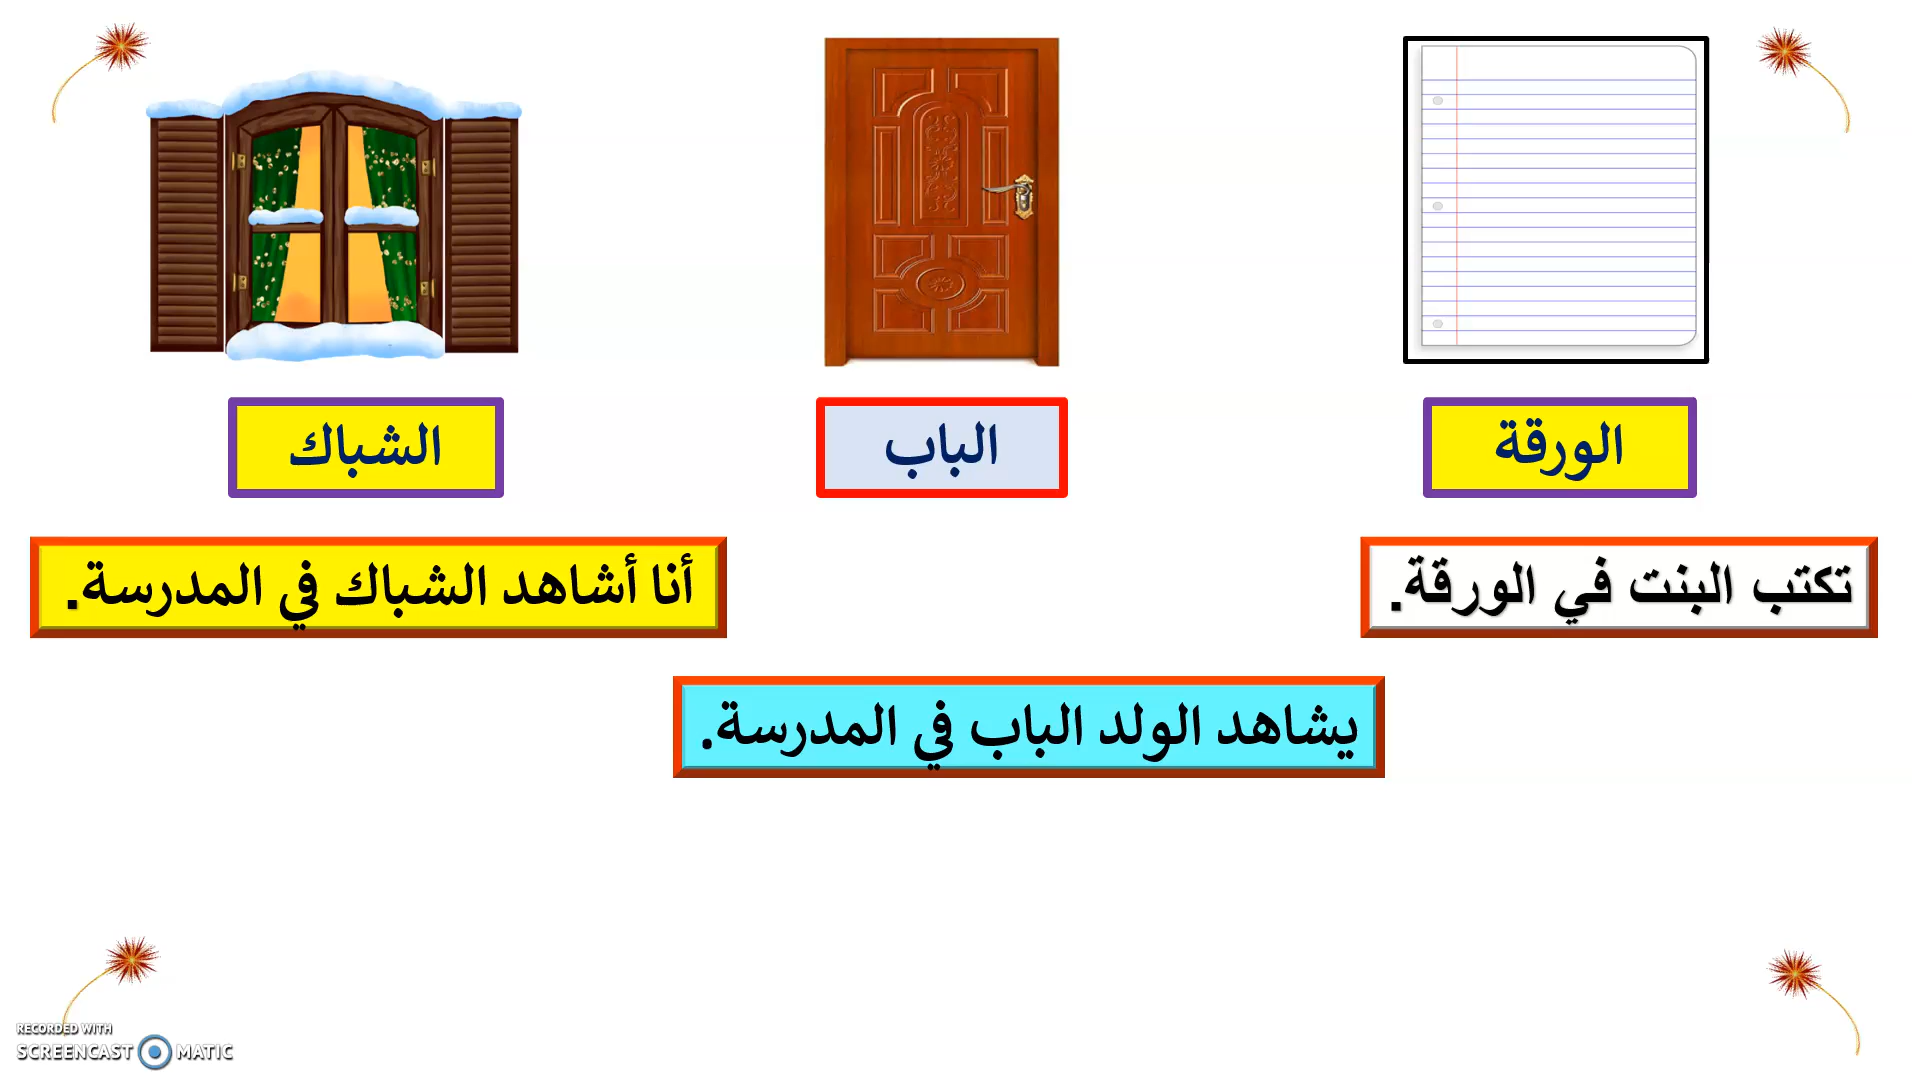 الورقة
الباب
الشباك
تكتب البنت في الورقة.
أنا أشاهد الشباك في المدرسة.
يشاهد الولد الباب في المدرسة.
RECORDED WITH
SCREENCAST MATIC